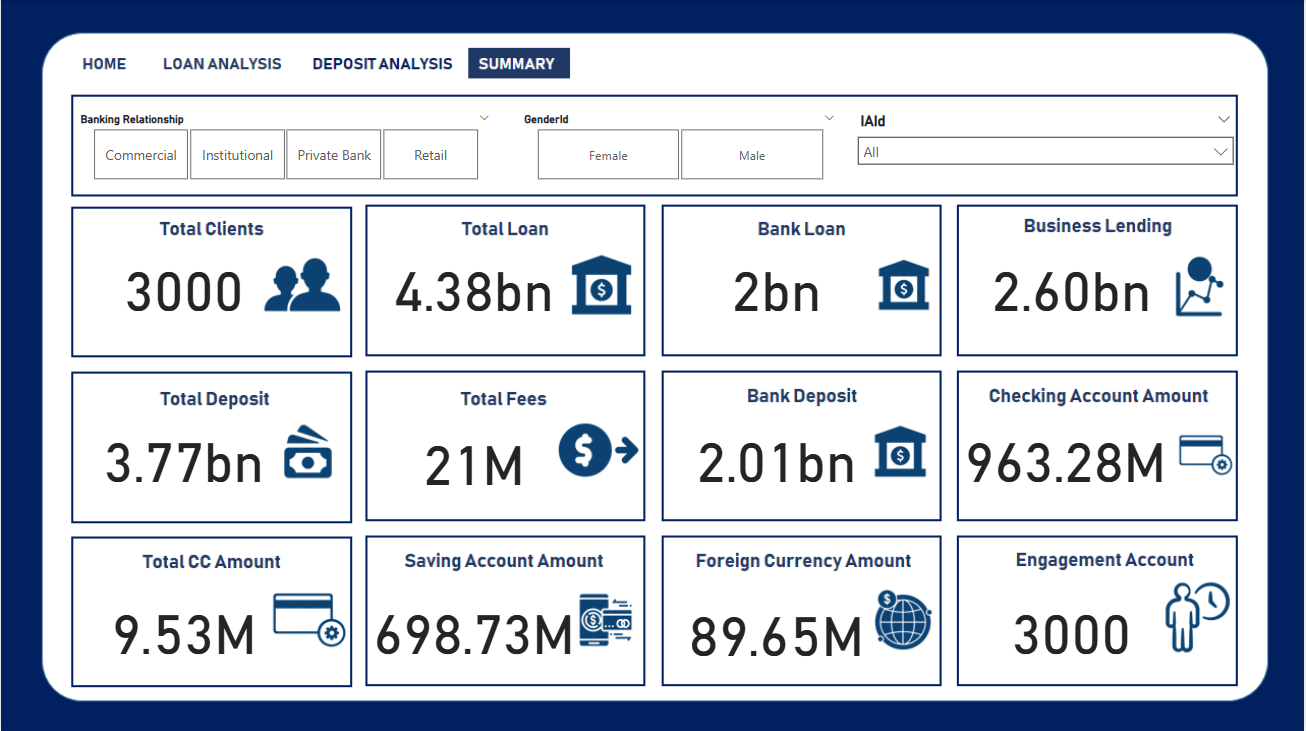 HOME LOAN ANALYSIS DEPOSIT ANALYSIS SUMMARY
Banking Relationship GenderId IAId
Commercial Institutional Private Bank Retail Female Male All
Total Clients Total Loan Bank Loan Business Lending
3000 4.38bn 2bn 2.60bn
Total Deposit Total Fees Bank Deposit Checking Account Amount
3.77bn 21M 2.01bn 963.28M
Total CC Amount Saving Account Amount Foreign Currency Amount Engagement Account
9.53M 698.73M 89.65M 3000